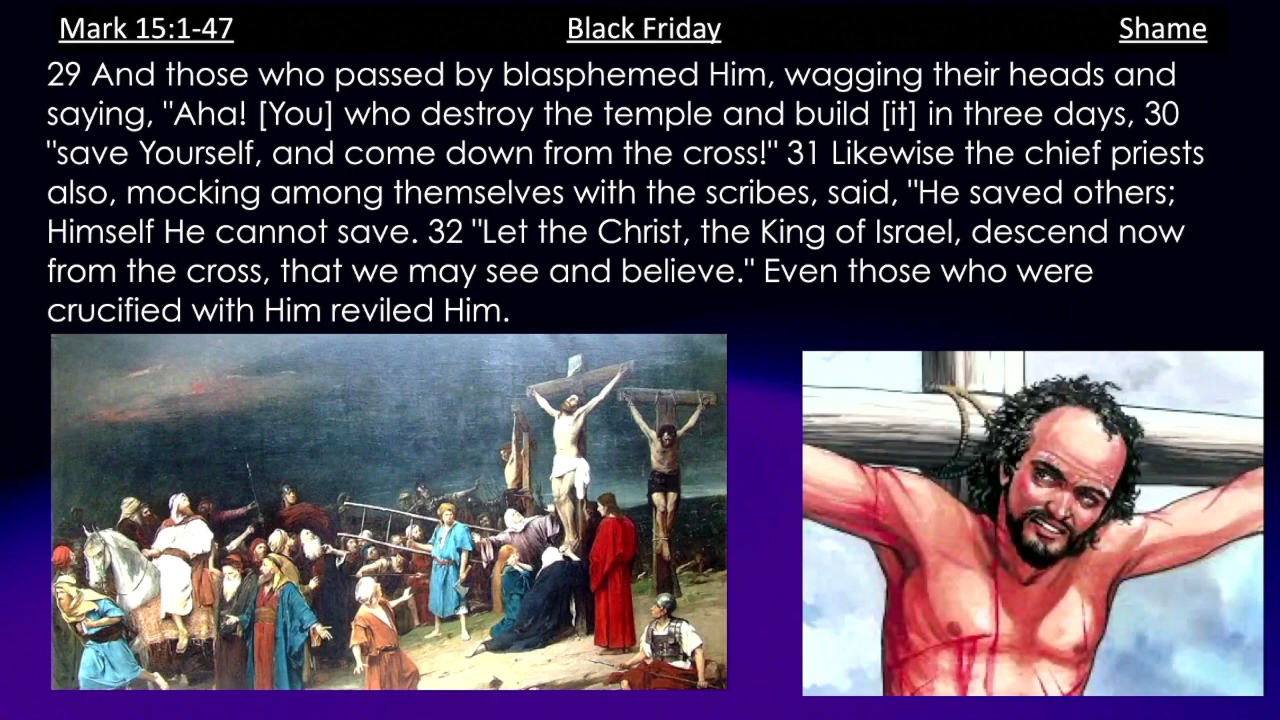 Mark 15:1-47 Black Friday Shame
29 And those who passed by blasphemed Him, wagging their heads and
saying, "Aha! [You] who destroy the temple and build [it] in three days, 30
"save Yourself, and come down from the cross!" 31 Likewise the chief priests
also, mocking among themselves with the scribes, said, "He saved others;
Himself He cannot save. 32 "Let the Christ, the King of Israel, descend now
from the cross, that we may see and believe." Even those who were
crucified with Him reviled Him.